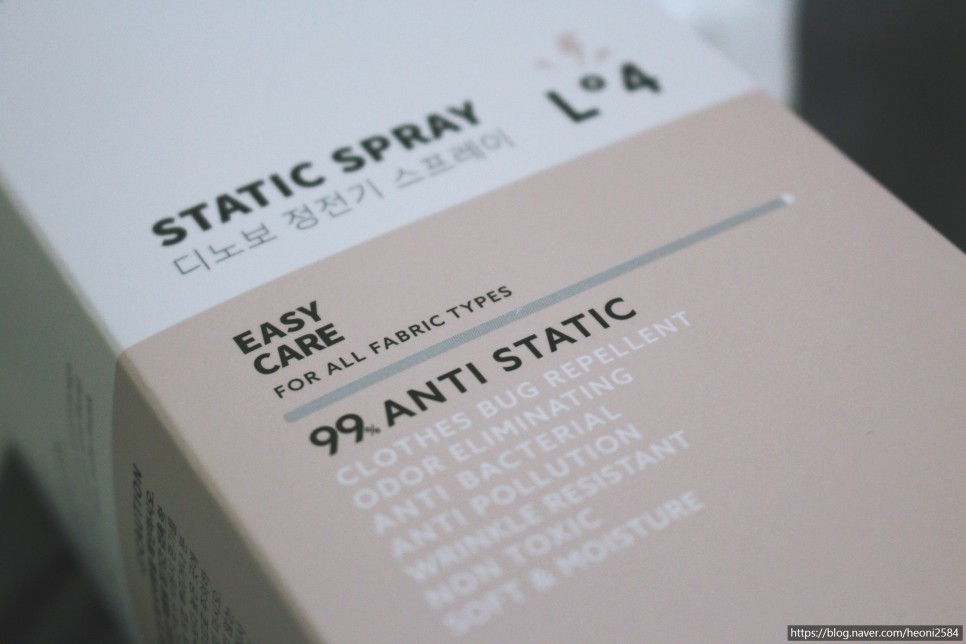 L°4
STATIC SPRAY
디노보 정전기 스프레이
EASY
CARE
FOR ALL FABRIC TYPES
99% ANTI STATIC
CLOTHES BUG REPELLENT
ODOR ELIMINATING
ANTI BACTERIAL
ANTI POLLUTION
WRINKLE RESISTANT
NON TOXIC
SOFT & MOISTURE
https://blog.naver.com/heoni2584